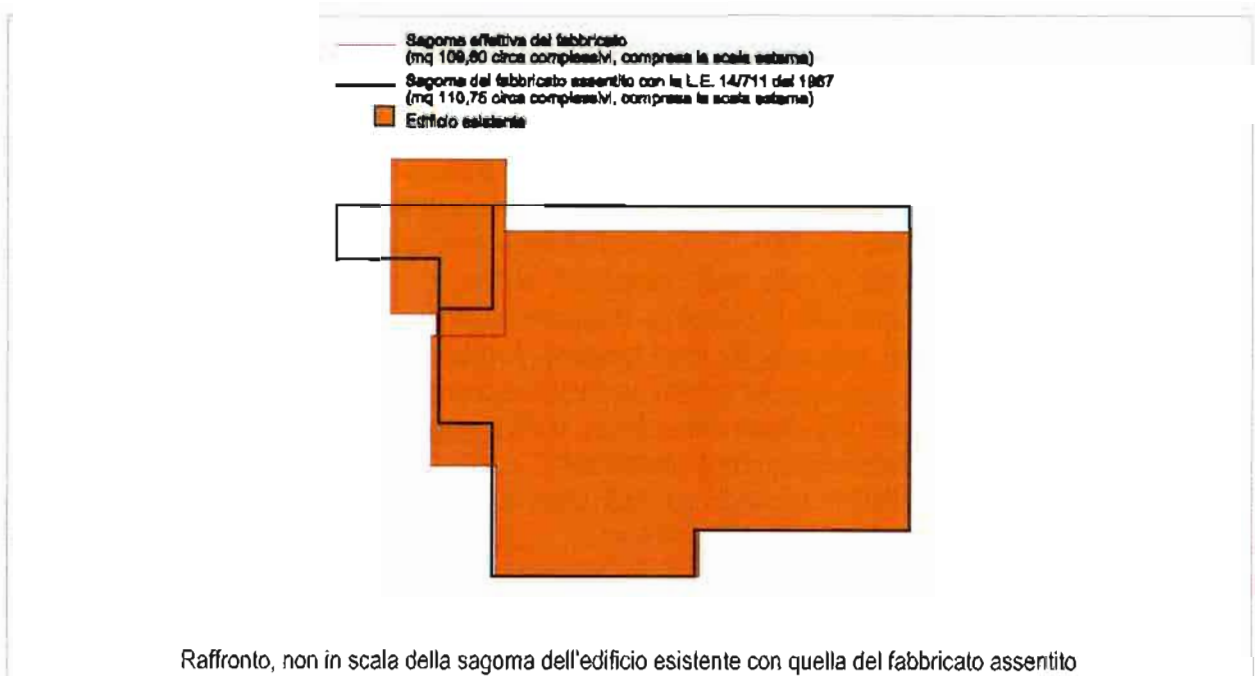 Sagoma effettiva del fabbricato
(mq 109,60 circa complessivi, compresa la scala esterna)
Sagoma del fabbricato assentito con la L.E. 14/711 del 1967
(mq 110,75 circa complessivi, compresa la scala esterna)
Edificio esistente
Raffronto, non in scala della sagoma dell'edificio esistente con quella del fabbricato assentito